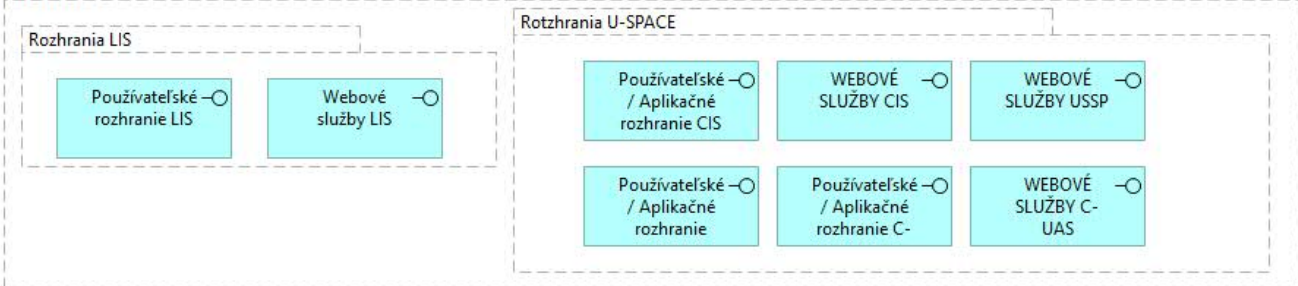 Rozhrania LIS
Používateľské
rozhranie LIS
Webové
služby LIS
Rotzhrania U-SPACE
Používateľské
/ Aplikačné
rozhranie CIS
WEBOVÉ
SLUŽBY CIS
WEBOVÉ
SLUŽBY USSP
Používateľské
/ Aplikačné
rozhranie
Používateľské
/ Aplikačné
rozhranie C-
WEBOVÉ
SLUŽBY C-
UAS